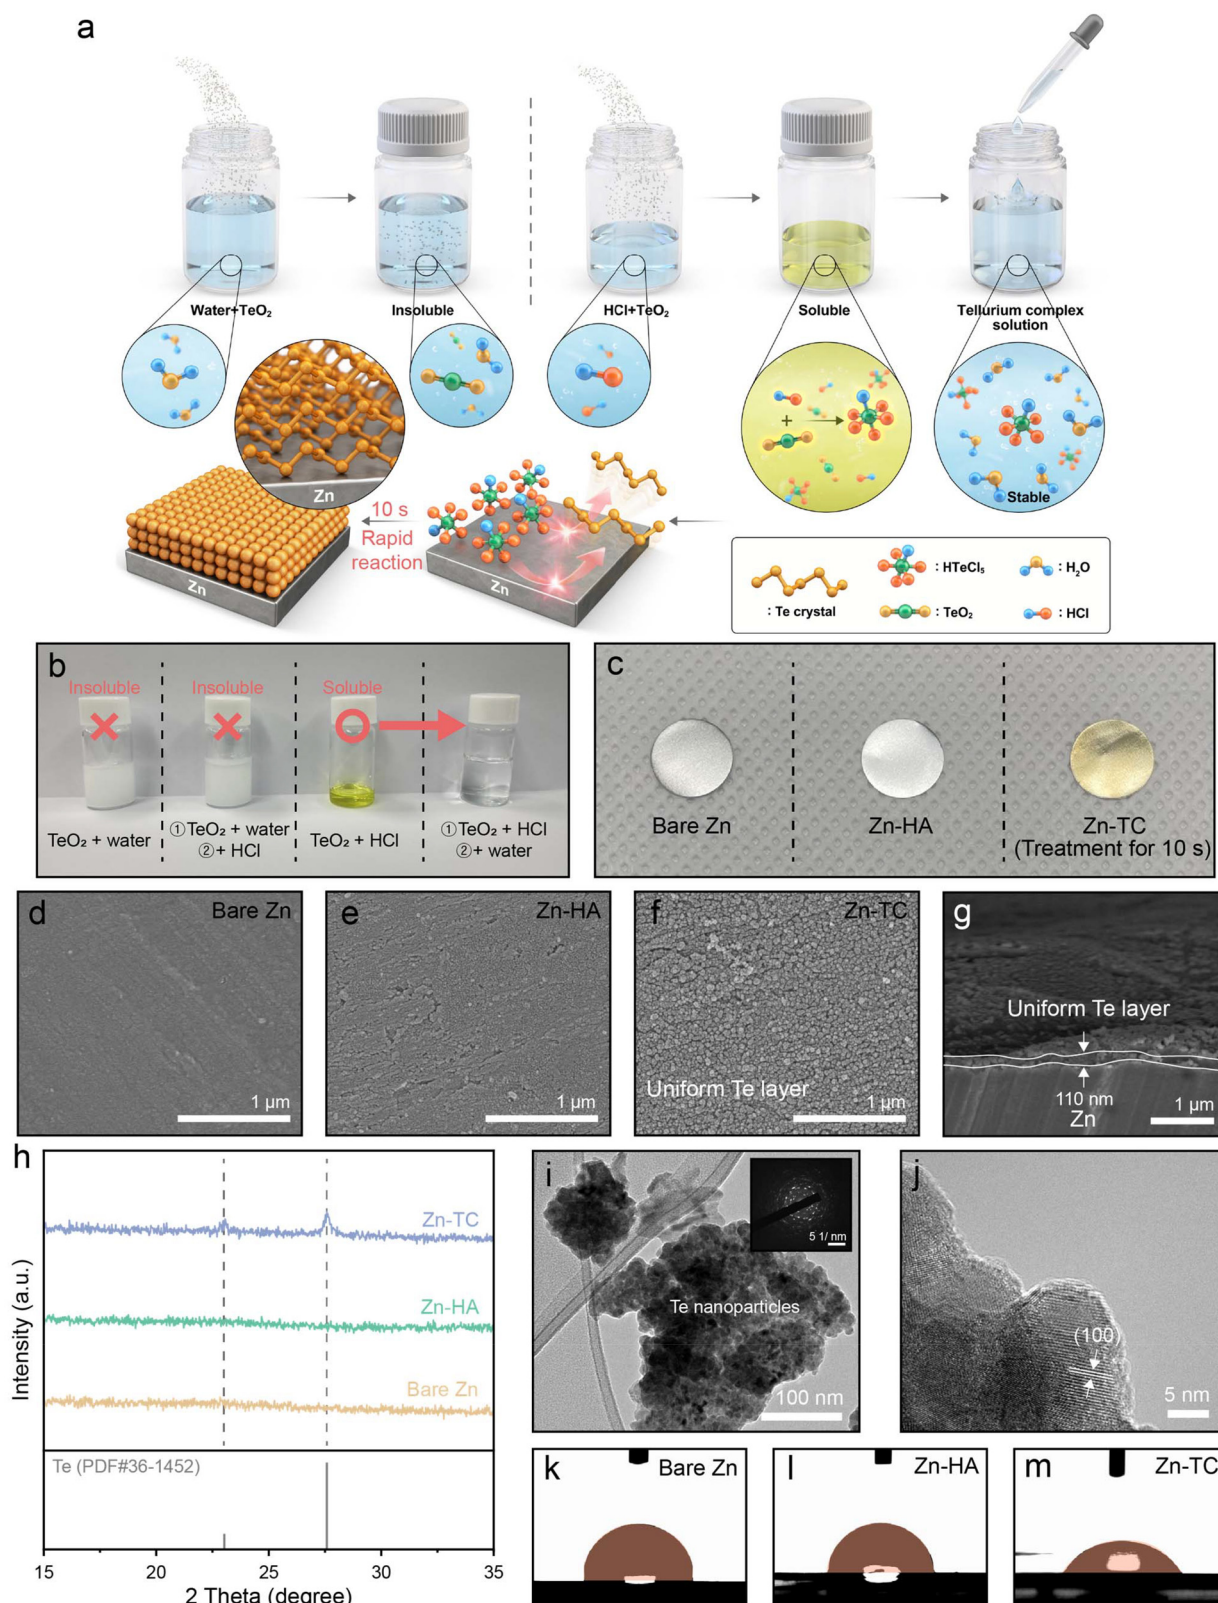 a
Water+TeO₂
Insoluble
HCl+TeO₂
Soluble
Tellurium complex
solution
Stable
Zn
Zn
10 s
Rapid
reaction
Zn
: Te crystal
: HTeCl₅
: H₂O
: TeO₂
: HCl
b
Insoluble
Insoluble
Soluble
+
TeO₂ + water
①TeO₂ + water
②+ HCl
TeO₂ + HCl
①TeO₂ + HCl
②+ water
c
Bare Zn
Zn-HA
Zn-TC
(Treatment for 10 s)
d
Bare Zn
1 µm
e
Zn-HA
1 µm
f
Zn-TC
Uniform Te layer
1 µm
g
Uniform Te layer
110 nm
Zn
1 µm
h
Intensity (a.u.)
Zn-TC
Zn-HA
Bare Zn
Te (PDF#36-1452)
15
20
25
30
35
2 Theta (degree)
i
5 1/ nm
Te nanoparticles
100 nm
j
(100)
5 nm
k
Bare Zn
l
Zn-HA
m
Zn-TC